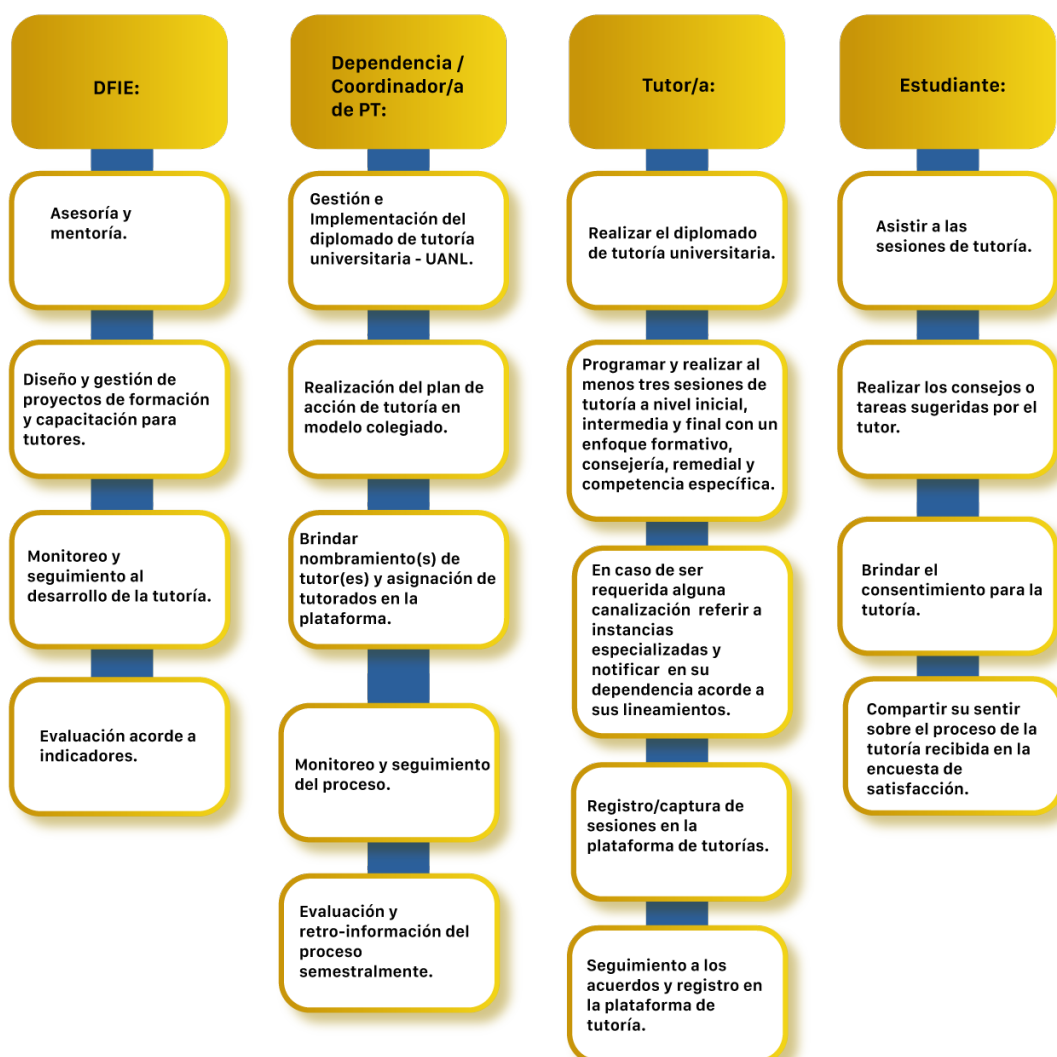 DFIE:
Asesoría y
mentoría.
Diseño y gestión de
proyectos de formación
y capacitación para
tutores.
Monitoreo y
seguimiento al
desarrollo de la tutoría.
Evaluación acorde a
indicadores.
Dependencia /
Coordinador/a
de PT:
Gestión e
Implementación del
diplomado de tutoría
universitaria - UANL.
Realización del plan de
acción de tutoría en
modelo colegiado.
Brindar
nombramiento(s) de
tutor(es) y asignación de
tutorados en la
plataforma.
Monitoreo y seguimiento
del proceso.
Evaluación y
retro-información del
proceso
semestralmente.
Tutor/a:
Realizar el diplomado
de tutoría universitaria.
Programar y realizar al
menos tres sesiones de
tutoría a nivel inicial,
intermedia y final con un
enfoque formativo,
consejería, remedial y
competencia específica.
En caso de ser
requerida alguna
canalización referir a
instancias
especializadas y
notificar en su
dependencia acorde a
sus lineamientos.
Registro/captura de
sesiones en la
plataforma de tutorías.
Seguimiento a los
acuerdos y registro en
la plataforma de
tutoría.
Estudiante:
Asistir a las
sesiones de tutoría.
Realizar los consejos o
tareas sugeridas por el
tutor.
Brindar el
consentimiento para la
tutoría.
Compartir su sentir
sobre el proceso de la
tutoría recibida en la
encuesta de
satisfacción.